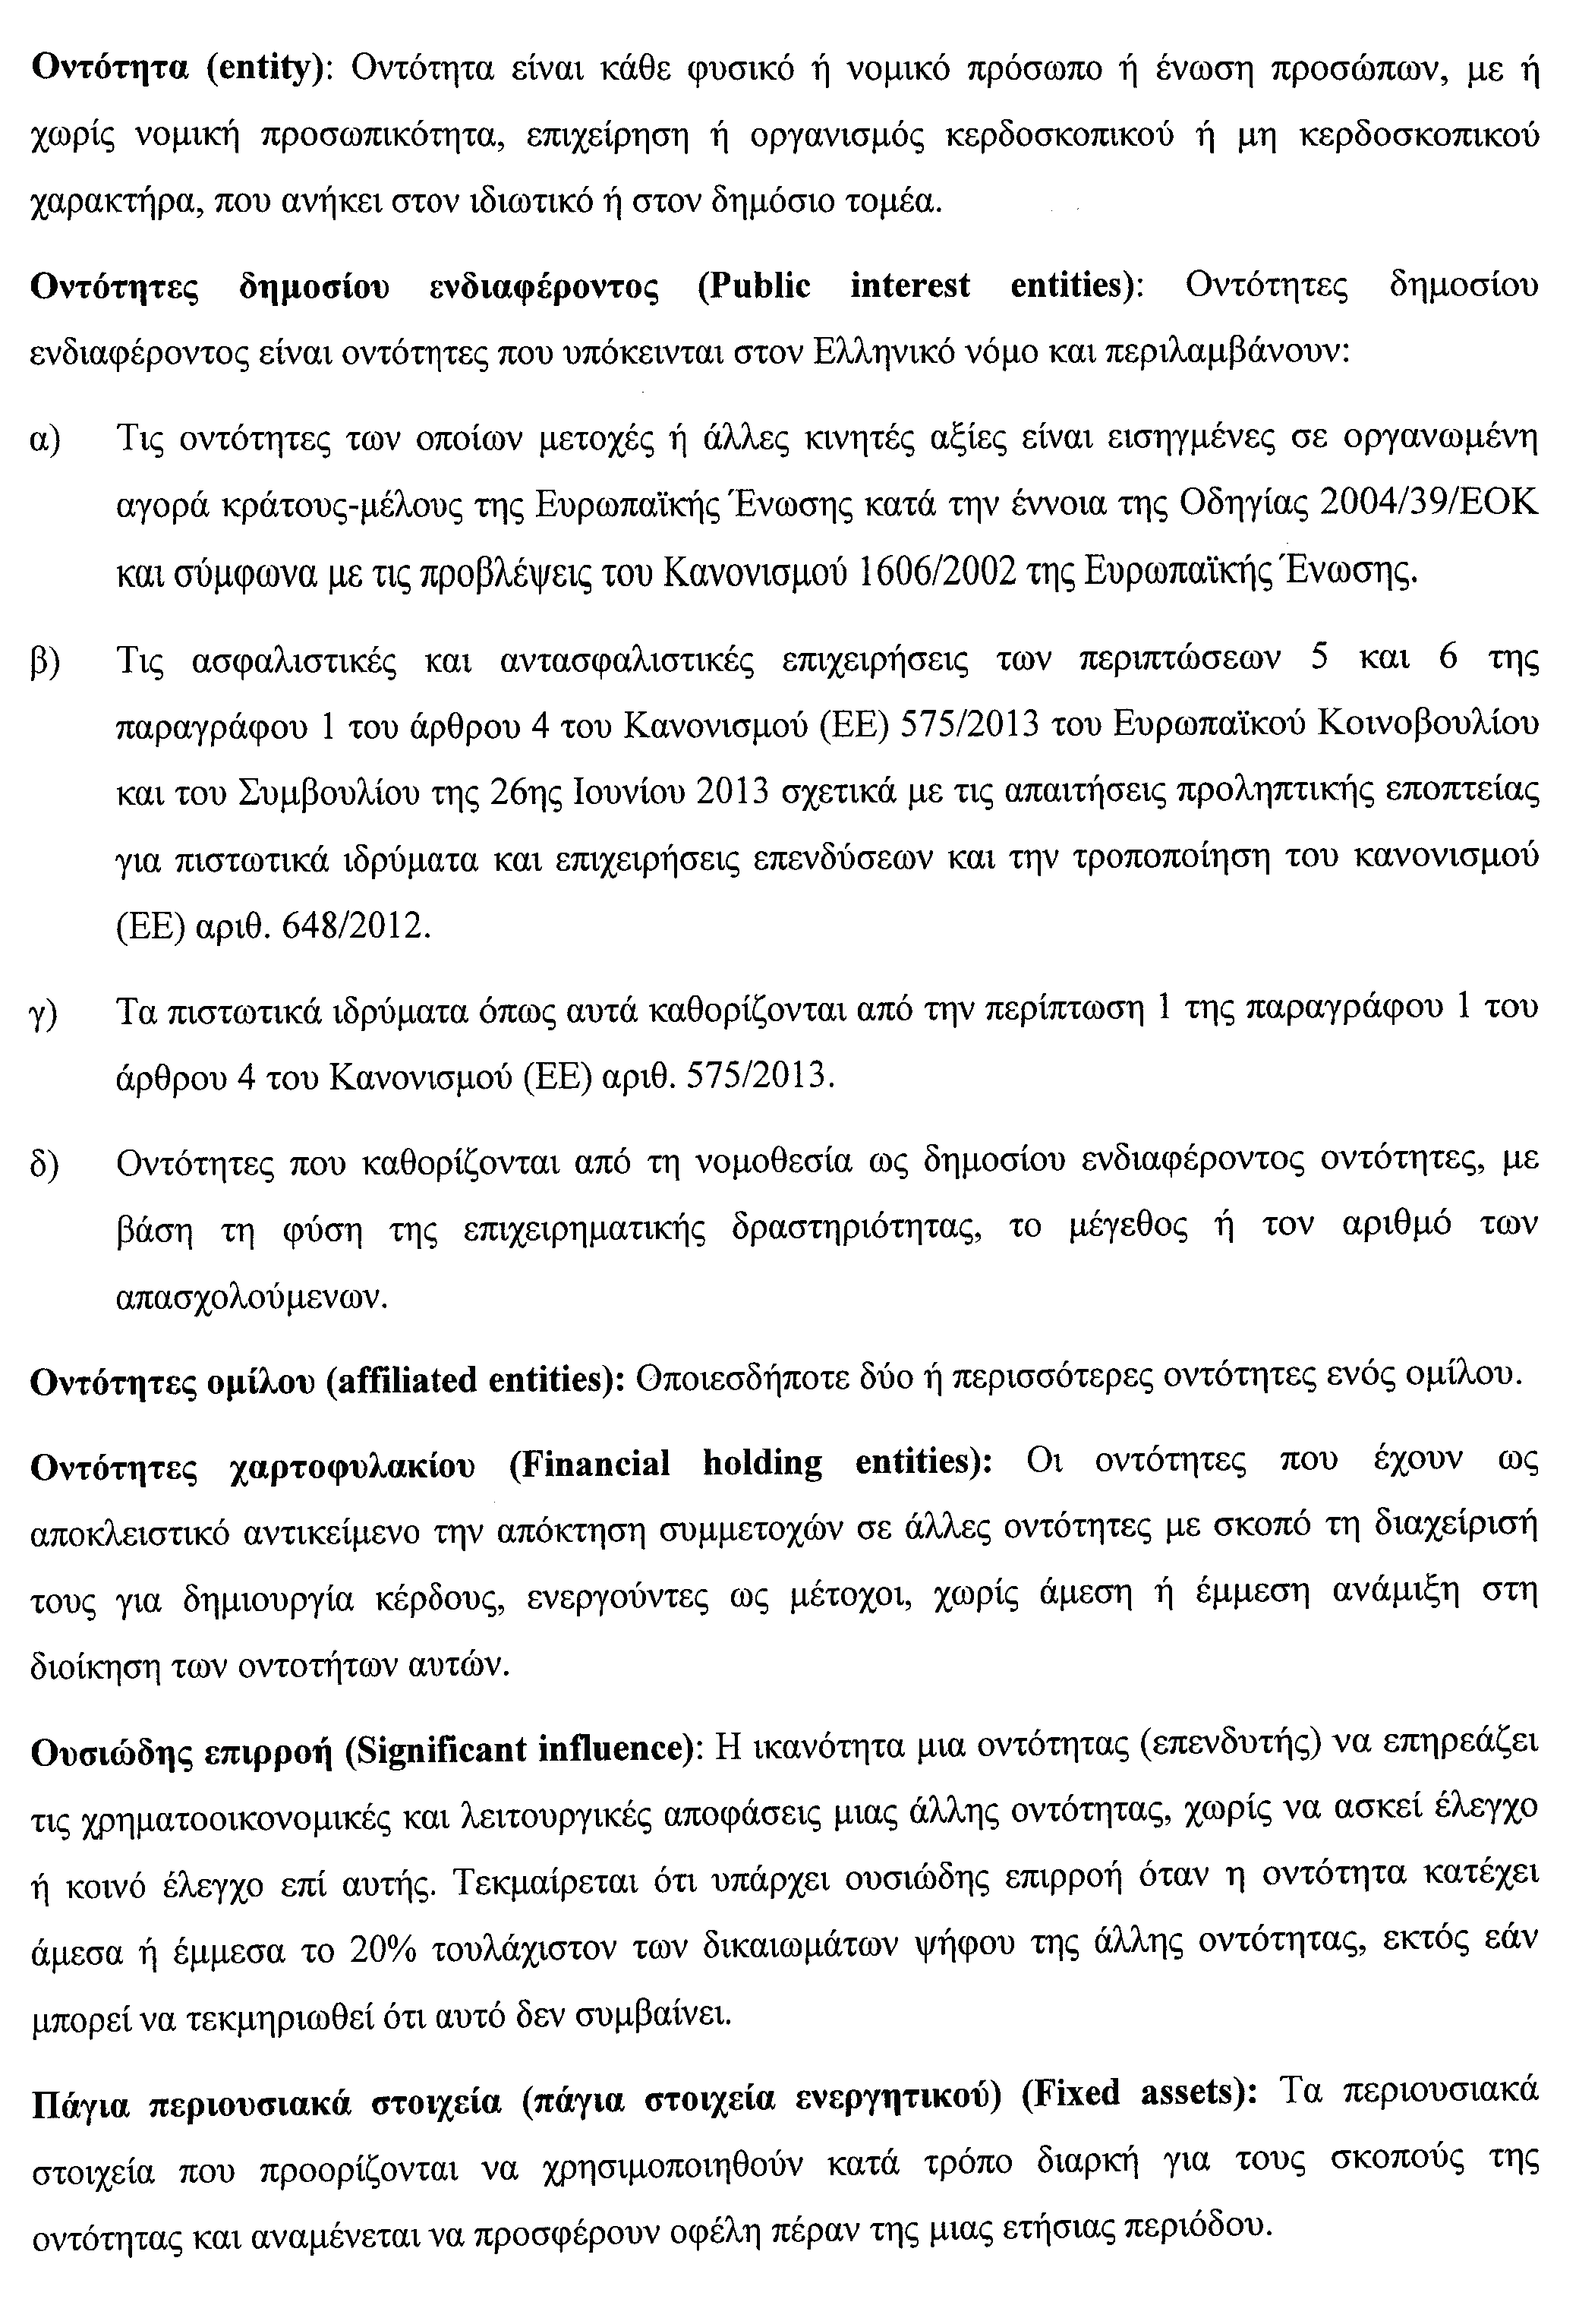 Οντότητα (entity): Οντότητα είναι κάθε φυσικό ή νομικό πρόσωπο ή ένωση προσώπων, με ή
χωρίς νομική προσωπικότητα, επιχείρηση ή οργανισμός κερδοσκοπικού ή μη κερδοσκοπικού
χαρακτήρα, που ανήκει στον ιδιωτικό ή στον δημόσιο τομέα.
Οντότητες δημοσίου ενδιαφέροντος (Public interest entities): Οντότητες δημοσίου
ενδιαφέροντος είναι οντότητες που υπόκεινται στον Ελληνικό νόμο και περιλαμβάνουν:
α) Τις οντότητες των οποίων μετοχές ή άλλες κινητές αξίες είναι εισηγμένες σε οργανωμένη
αγορά κράτους-μέλους της Ευρωπαϊκής Ένωσης κατά την έννοια της Οδηγίας 2004/39/ΕΟΚ
και σύμφωνα με τις προβλέψεις του Κανονισμού 1606/2002 της Ευρωπαϊκής Ένωσης.
β) Τις ασφαλιστικές και αντασφαλιστικές επιχειρήσεις των περιπτώσεων 5 και 6 της
παραγράφου 1 του άρθρου 4 του Κανονισμού (ΕΕ) 575/2013 του Ευρωπαϊκού Κοινοβουλίου
και του Συμβουλίου της 26ης Ιουνίου 2013 σχετικά με τις απαιτήσεις προληπτικής εποπτείας
για πιστωτικά ιδρύματα και επιχειρήσεις επενδύσεων και την τροποποίηση του κανονισμού
(ΕΕ) αριθ. 648/2012.
γ) Τα πιστωτικά ιδρύματα όπως αυτά καθορίζονται από την περίπτωση 1 της παραγράφου 1 του
άρθρου 4 του Κανονισμού (ΕΕ) αριθ. 575/2013.
δ) Οντότητες που καθορίζονται από τη νομοθεσία ως δημοσίου ενδιαφέροντος οντότητες, με
βάση τη φύση της επιχειρηματικής δραστηριότητας, το μέγεθος ή τον αριθμό των
απασχολούμενων.
Οντότητες ομίλου (affiliated entities): Οποιεσδήποτε δύο ή περισσότερες οντότητες ενός ομίλου.
Οντότητες χαρτοφυλακίου (Financial holding entities): Οι οντότητες που έχουν ως
αποκλειστικό αντικείμενο την απόκτηση συμμετοχών σε άλλες οντότητες με σκοπό τη διαχείρισή
τους για δημιουργία κέρδους, ενεργούντες ως μέτοχοι, χωρίς άμεση ή έμμεση ανάμιξη στη
διοίκηση των οντοτήτων αυτών.
Ουσιώδης επιρροή (Significant influence): Η ικανότητα μια οντότητας (επενδυτής) να επηρεάζει
τις χρηματοοικονομικές και λειτουργικές αποφάσεις μιας άλλης οντότητας, χωρίς να ασκεί έλεγχο
ή κοινό έλεγχο επί αυτής. Τεκμαίρεται ότι υπάρχει ουσιώδης επιρροή όταν η οντότητα κατέχει
άμεσα ή έμμεσα το 20% τουλάχιστον των δικαιωμάτων ψήφου της άλλης οντότητας, εκτός εάν
μπορεί να τεκμηριωθεί ότι αυτό δεν συμβαίνει.
Πάγια περιουσιακά στοιχεία (πάγια στοιχεία ενεργητικού) (Fixed assets): Τα περιουσιακά
στοιχεία που προορίζονται να χρησιμοποιηθούν κατά τρόπο διαρκή για τους σκοπούς της
οντότητας και αναμένεται να προσφέρουν οφέλη πέραν της μιας ετήσιας περιόδου.